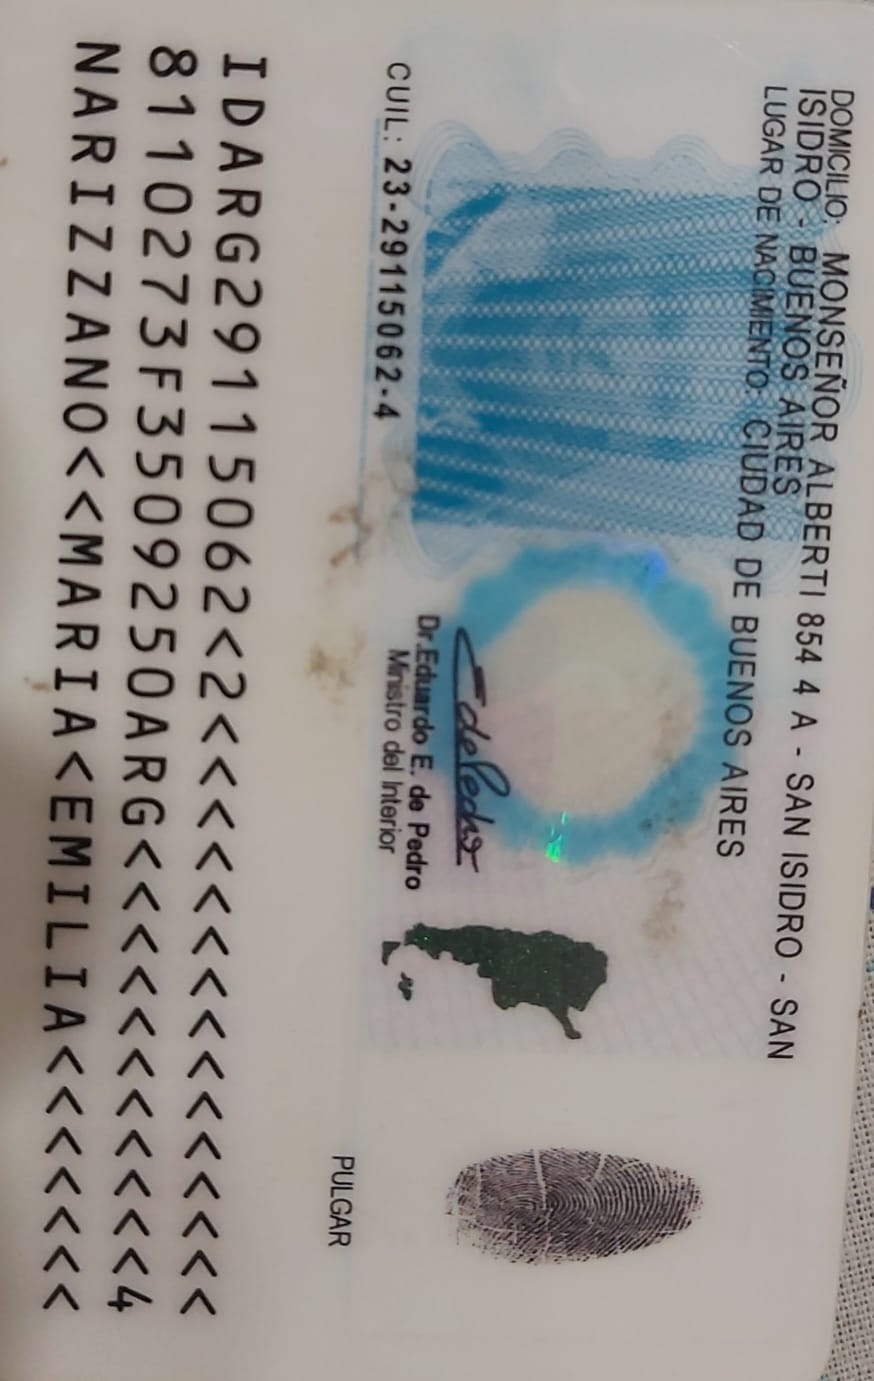 DOMICILIO: MONSEÑOR ALBERTI 854 4 A - SAN ISIDRO - SAN
ISIDRO - BUENOS AIRES
LUGAR DE NACIMIENTO: CIUDAD DE BUENOS AIRES
CUIL: 23-29115062-4
Dr.Eduardo E. de Pedro
Ministro del Interior
PULGAR
IDARG29115062<2<<<<<<<<<<<<<<<
8110273F3509250ARG<<<<<<<<<<<4
NARIZZANO<<MARIA<EMILIA<<<<<<<